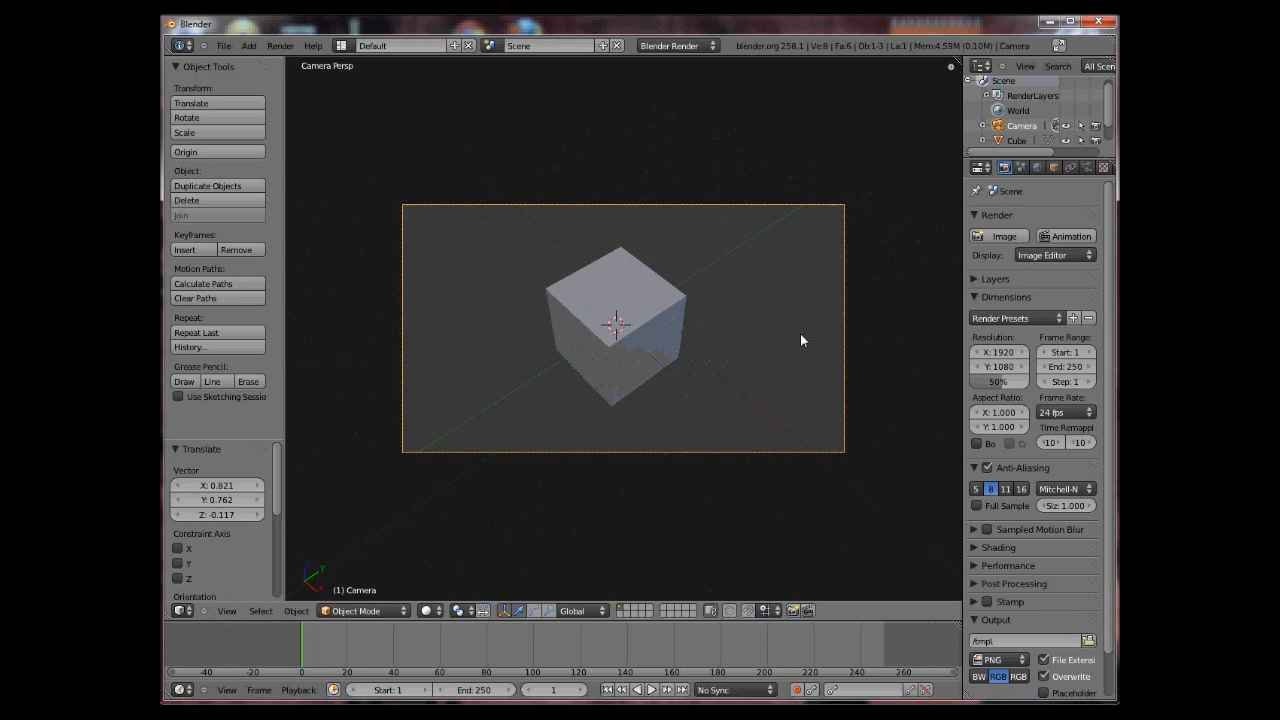 Blender
File Add Render Help Default Scene Blender Render blender.org 258.1 | Ve:8 | Fa:6 | Ob:1-3 | La:1 | Mem:4.59M (0.10M) | Camera
Object Tools
Transform:
Translate
Rotate
Scale
Origin
Object:
Duplicate Objects
Delete
Join
Keyframes:
Insert Remove
Motion Paths:
Calculate Paths
Clear Paths
Repeat:
Repeat Last
History...
Grease Pencil:
Draw Line Erase
Use Sketching Sessio
Translate
Vector
X: 0.821
Y: 0.762
Z: -0.117
Constraint Axis
X
Y
Z
Orientation
Camera Persp
y
x
(1) Camera
View Select Object Object Mode Global
-40 -20 0 20 40 60 80 100 120 140 160 180 200 220 240 260
View Frame Playback Start: 1 End: 250 1 No Sync
View Search All Scen
Scene
RenderLayers
World
Camera
Cube
Scene
Render
Image Animation
Display: Image Editor
Layers
Dimensions
Render Presets
Resolution: Frame Range:
X: 1920 Start: 1
Y: 1080 End: 250
50% Step: 1
Aspect Ratio: Frame Rate:
X: 1.000 24 fps
Y: 1.000 Time Remappi
Bo Cr 10 10
Anti-Aliasing
5 8 11 16 Mitchell-N
Full Sample Siz: 1.000
Sampled Motion Blur
Shading
Performance
Post Processing
Stamp
Output
/tmp\
PNG File Extensi
BW RGB RGB Overwrite
Placeholder